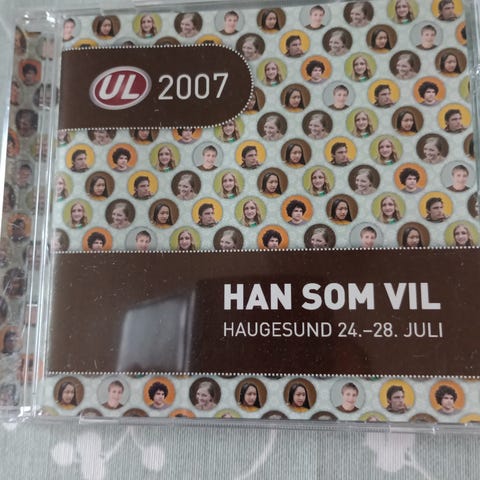 UL 2007
HAN SOM VIL
HAUGESUND 24.–28. JULI